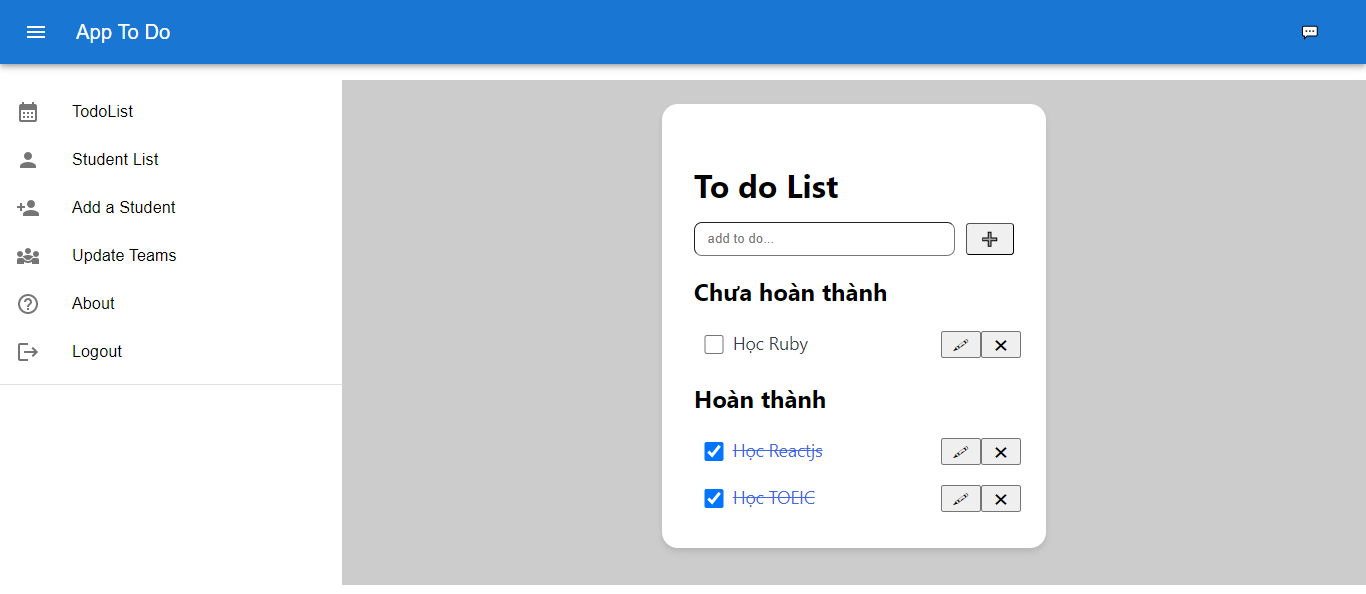 App To Do
TodoList
Student List
Add a Student
Update Teams
About
Logout
To do List
add to do...
Chưa hoàn thành
Học Ruby
Hoàn thành
Học Reactjs
Học TOEIC